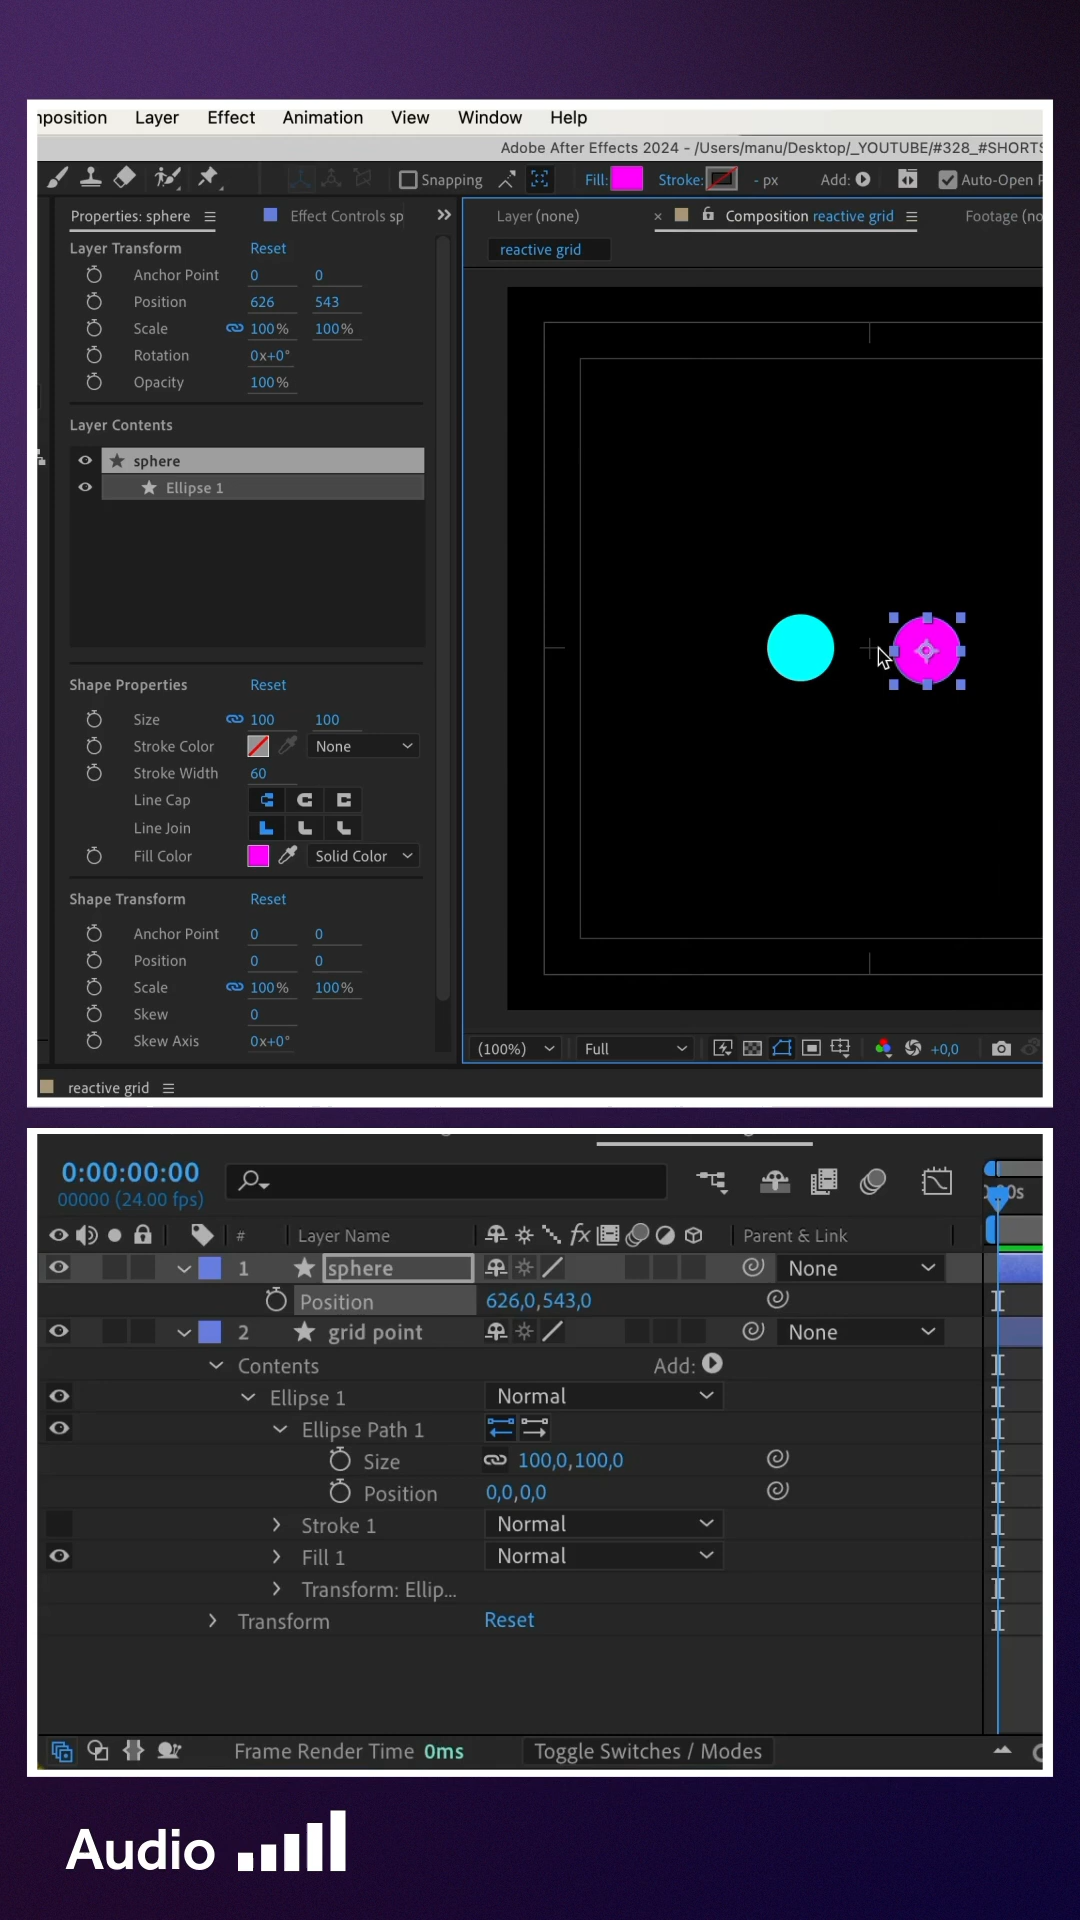 nposition Layer Effect Animation View Window Help
Adobe After Effects 2024 - /Users/manu/Desktop/_YOUTUBE/#328_#SHORTS
Snapping Fill: Stroke: - px Add: Auto-Open P
Properties: sphere Effect Controls sp Layer (none) × Composition reactive grid Footage (no
reactive grid
Layer Transform Reset
Anchor Point 0 0
Position 626 543
Scale 100% 100%
Rotation 0x+0°
Opacity 100%
Layer Contents
sphere
Ellipse 1
Shape Properties Reset
Size 100 100
Stroke Color None
Stroke Width 60
Line Cap
Line Join
Fill Color Solid Color
Shape Transform Reset
Anchor Point 0 0
Position 0 0
Scale 100% 100%
Skew 0
Skew Axis 0x+0°
(100%) Full +0,0
reactive grid
0:00:00:00
00000 (24.00 fps)
# Layer Name fx Parent & Link
1 sphere None
Position 626,0,543,0
2 grid point None
Contents Add:
Ellipse 1 Normal
Ellipse Path 1
Size 100,0,100,0
Position 0,0,0,0
Stroke 1 Normal
Fill 1 Normal
Transform: Ellip...
Transform Reset
Frame Render Time 0ms Toggle Switches / Modes
Audio